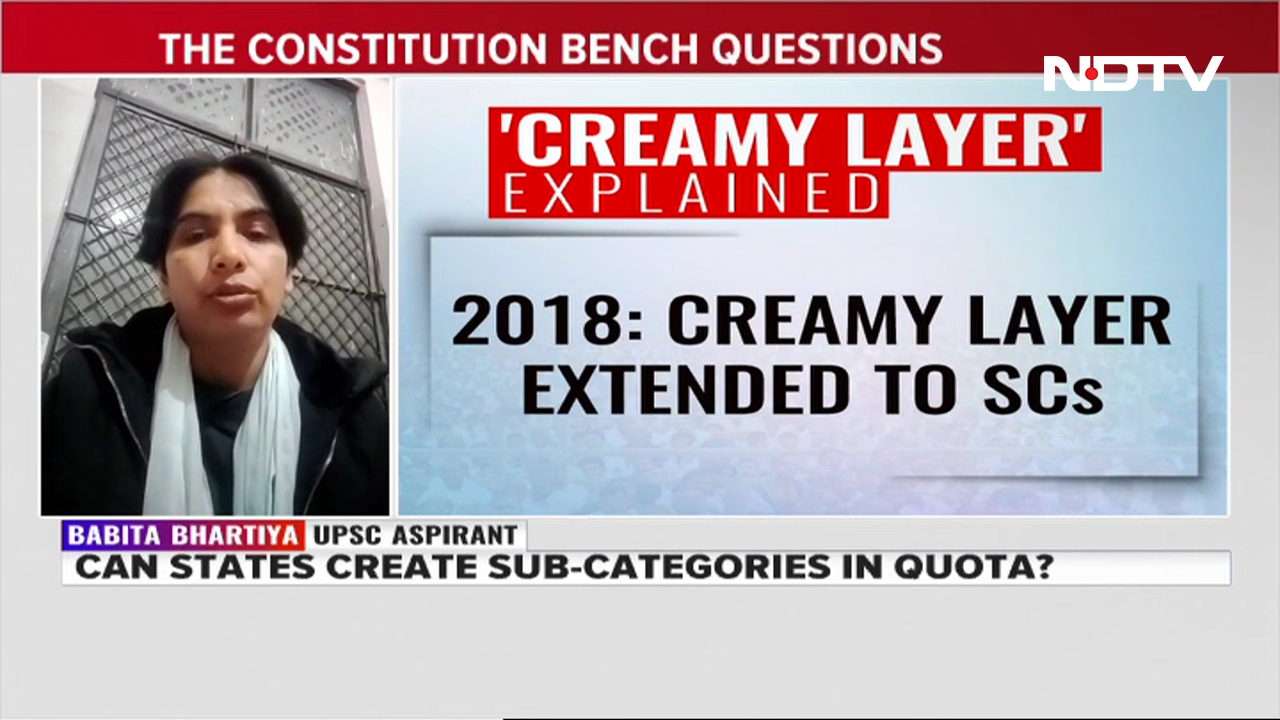 THE CONSTITUTION BENCH QUESTIONS
NDTV
'CREAMY LAYER'
EXPLAINED
2018: CREAMY LAYER
EXTENDED TO SCs
BABITA BHARTIYA UPSC ASPIRANT
CAN STATES CREATE SUB-CATEGORIES IN QUOTA?